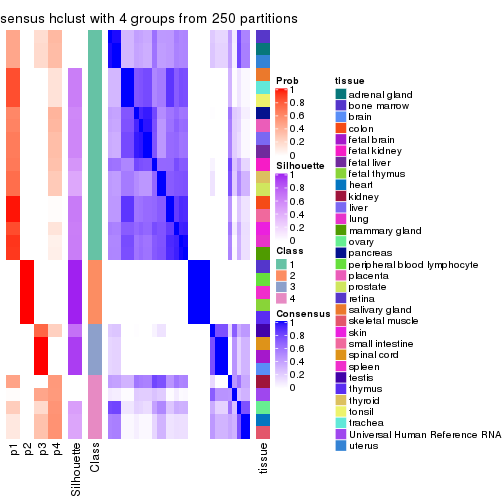 sensus hclust with 4 groups from 250 partitions
Prob
1
0.8
0.6
0.4
0.2
0
Silhouette
1
0.8
0.6
0.4
0.2
0
Class
1
2
3
4
Consensus
1
0.8
0.6
0.4
0.2
0
tissue
adrenal gland
bone marrow
brain
colon
fetal brain
fetal kidney
fetal liver
fetal thymus
heart
kidney
liver
lung
mammary gland
ovary
pancreas
peripheral blood lymphocyte
placenta
prostate
retina
salivary gland
skeletal muscle
skin
small intestine
spinal cord
spleen
testis
thymus
thyroid
tonsil
trachea
Universal Human Reference RNA
uterus
p1
p2
p3
p4
Silhouette
Class
tissue